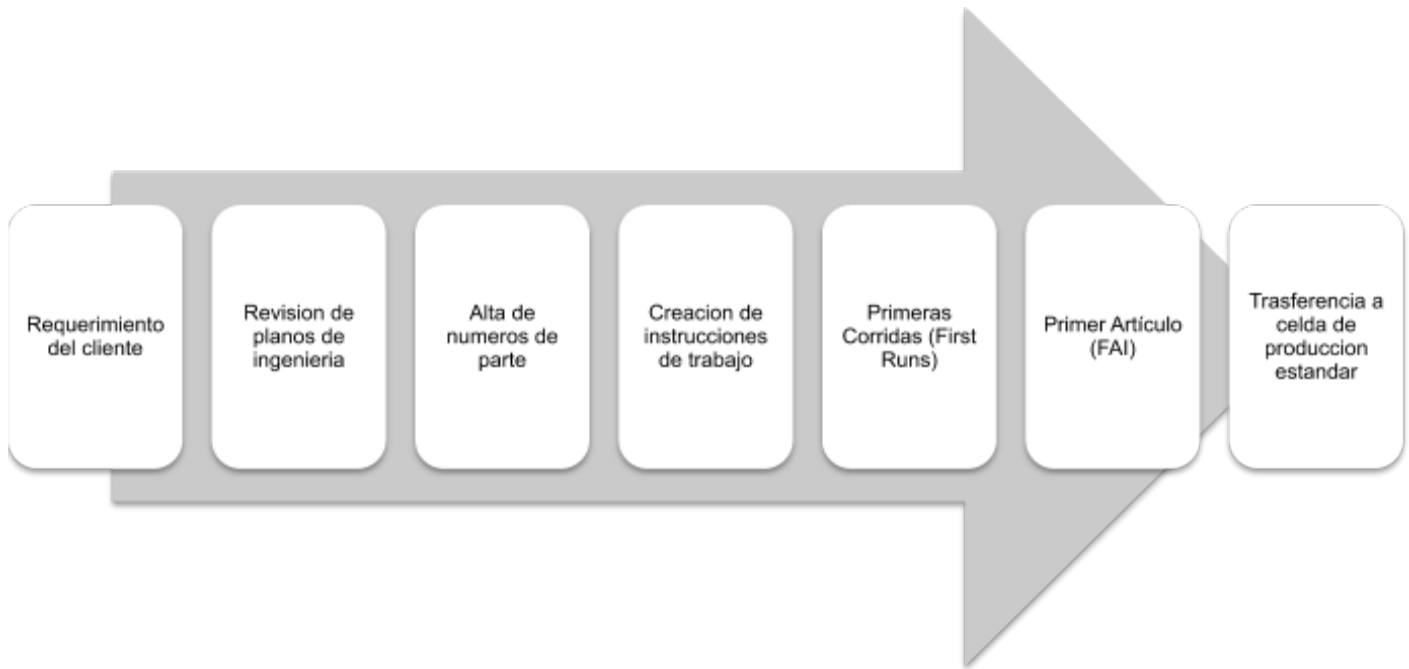 Requerimiento
del cliente
Revision de
planos de
ingenieria
Alta de
numeros de
parte
Creacion de
instrucciones
de trabajo
Primeras
Corridas (First
Runs)
Primer Artículo
(FAI)
Trasferencia a
celda de
produccion
estandar